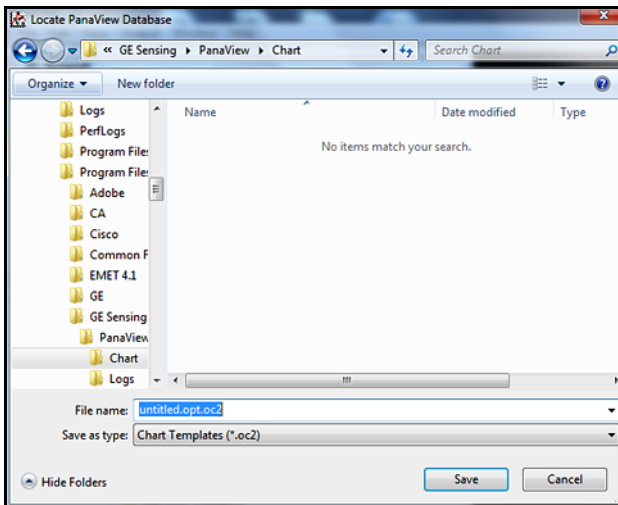 Locate PanaView Database
« GE Sensing ▸ PanaView ▸ Chart
Search Chart
Organize ▾ New folder
Name Date modified Type
No items match your search.
Logs
PerfLogs
Program File
Program File
Adobe
CA
Cisco
Common F
EMET 4.1
GE
GE Sensing
PanaView
Chart
Logs
File name: untitled.opt.oc2
Save as type: Chart Templates (*.oc2)
Hide Folders
Save Cancel